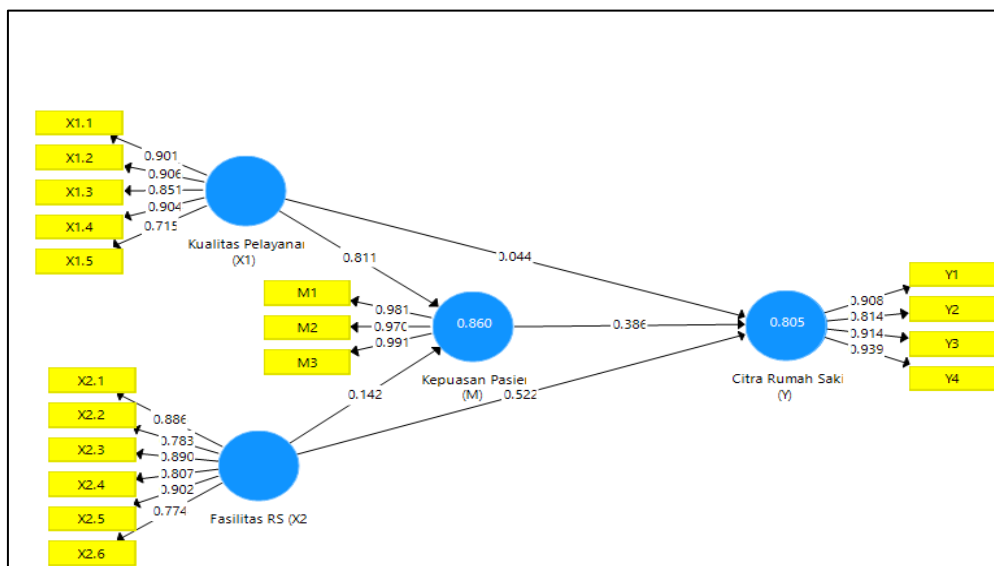 X1.1
X1.2
X1.3
X1.4
X1.5
0.901
0.906
0.851
0.904
0.715
Kualitas Pelayanar
(X1)
0.811
0.044
M1
M2
M3
0.981
0.970
0.991
0.860
Kepuasan Pasier
(M)
0.386
0.805
Citra Rumah Saki
(Y)
0.908
0.814
0.914
0.939
Y1
Y2
Y3
Y4
0.142
0.522
X2.1
X2.2
X2.3
X2.4
X2.5
X2.6
0.886
0.783
0.890
0.807
0.902
0.774
Fasilitas RS (X2